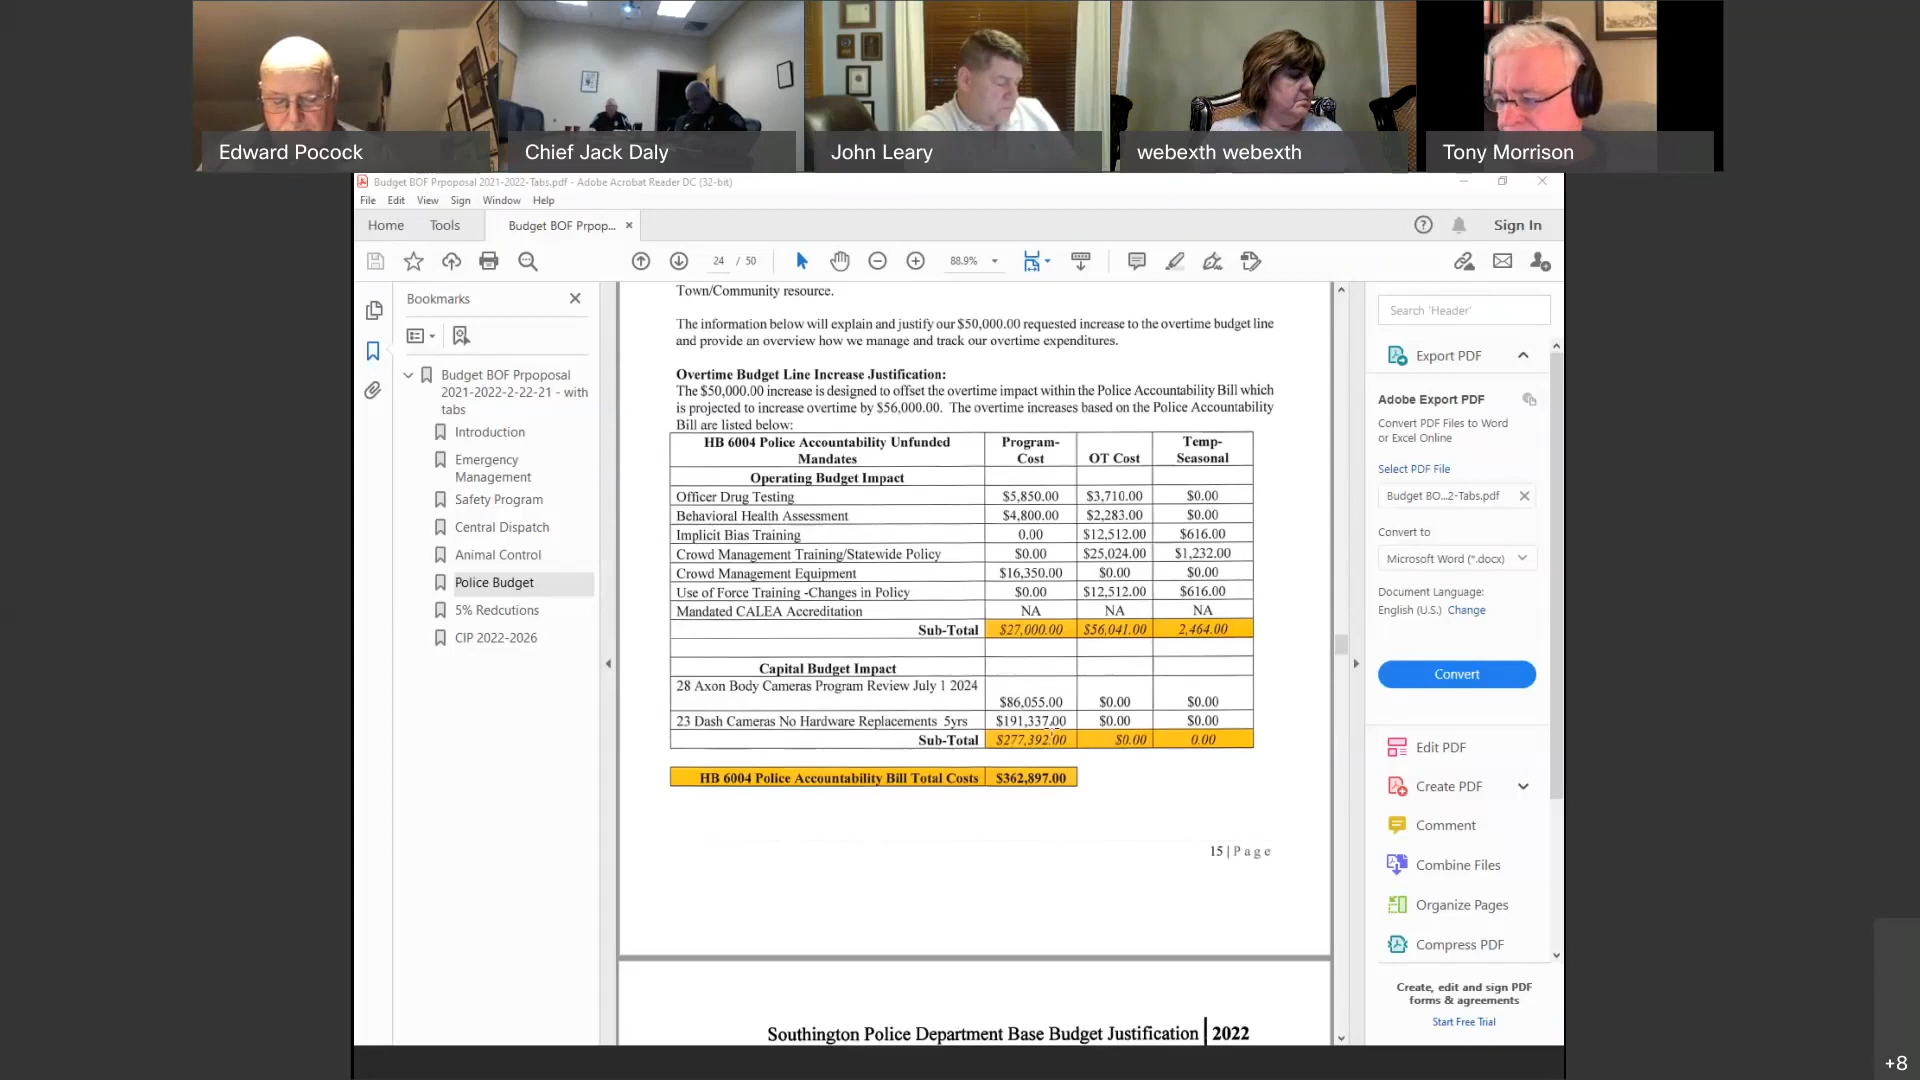 Edward Pocock
Chief Jack Daly
John Leary
webexth webexth
Tony Morrison
Budget BOF Prpoposal 2021-2022-Tabs.pdf - Adobe Acrobat Reader DC (32-bit)
File Edit View Sign Window Help
Home Tools Budget BOF Prpop... × Sign In
24 / 50 88.9%
Bookmarks
Budget BOF Prpoposal
2021-2022-2-22-21 - with
tabs
Introduction
Emergency
Management
Safety Program
Central Dispatch
Animal Control
Police Budget
5% Redcutions
CIP 2022-2026
Town/Community resource.
The information below will explain and justify our $50,000.00 requested increase to the overtime budget line
and provide an overview how we manage and track our overtime expenditures.
Overtime Budget Line Increase Justification:
The $50,000.00 increase is designed to offset the overtime impact within the Police Accountability Bill which
is projected to increase overtime by $56,000.00. The overtime increases based on the Police Accountability
Bill are listed below:
HB 6004 Police Accountability Unfunded Mandates Program-Cost OT Cost Temp-Seasonal
Operating Budget Impact
Officer Drug Testing $5,850.00 $3,710.00 $0.00
Behavioral Health Assessment $4,800.00 $2,283.00 $0.00
Implicit Bias Training 0.00 $12,512.00 $616.00
Crowd Management Training/Statewide Policy $0.00 $25,024.00 $1,232.00
Crowd Management Equipment $16,350.00 $0.00 $0.00
Use of Force Training -Changes in Policy $0.00 $12,512.00 $616.00
Mandated CALEA Accreditation NA NA NA
Sub-Total $27,000.00 $56,041.00 2,464.00
Capital Budget Impact
28 Axon Body Cameras Program Review July 1 2024 $86,055.00 $0.00 $0.00
23 Dash Cameras No Hardware Replacements 5yrs $191,337.00 $0.00 $0.00
Sub-Total $277,392.00 $0.00 0.00
HB 6004 Police Accountability Bill Total Costs $362,897.00
15 | P a g e
Southington Police Department Base Budget Justification 2022
Search 'Header'
Export PDF
Adobe Export PDF
Convert PDF Files to Word
or Excel Online
Select PDF File
Budget BO...2-Tabs.pdf
Convert to
Microsoft Word (*.docx)
Document Language:
English (U.S.) Change
Convert
Edit PDF
Create PDF
Comment
Combine Files
Organize Pages
Compress PDF
Create, edit and sign PDF
forms & agreements
Start Free Trial
+8